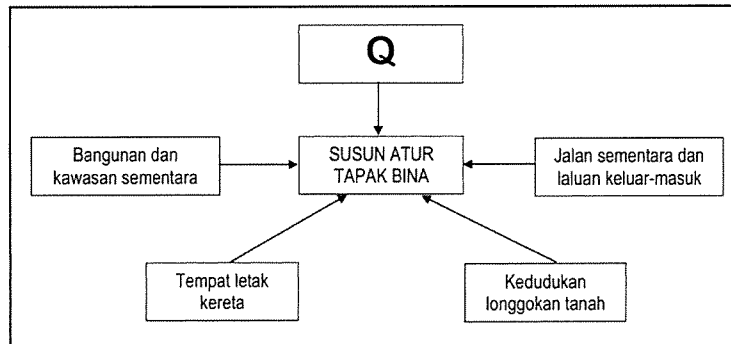 Q
Bangunan dan
kawasan sementara
SUSUN ATUR
TAPAK BINA
Jalan sementara dan
laluan keluar-masuk
Tempat letak
kereta
Kedudukan
longgokan tanah